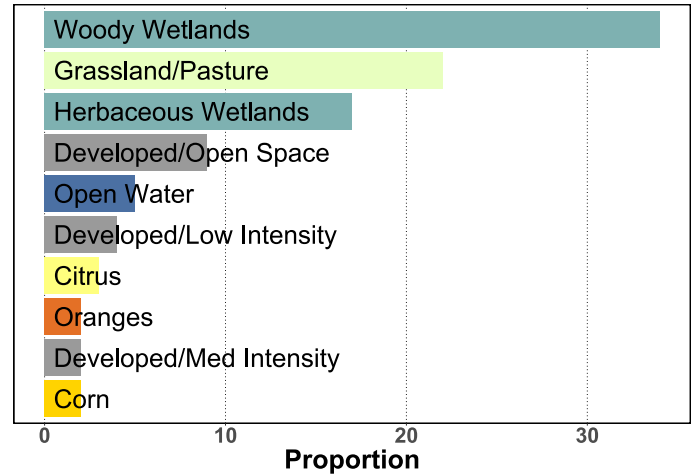 Woody Wetlands
Grassland/Pasture
Herbaceous Wetlands
Developed/Open Space
Open Water
Developed/Low Intensity
Citrus
Oranges
Developed/Med Intensity
Corn
0 10 20 30
Proportion